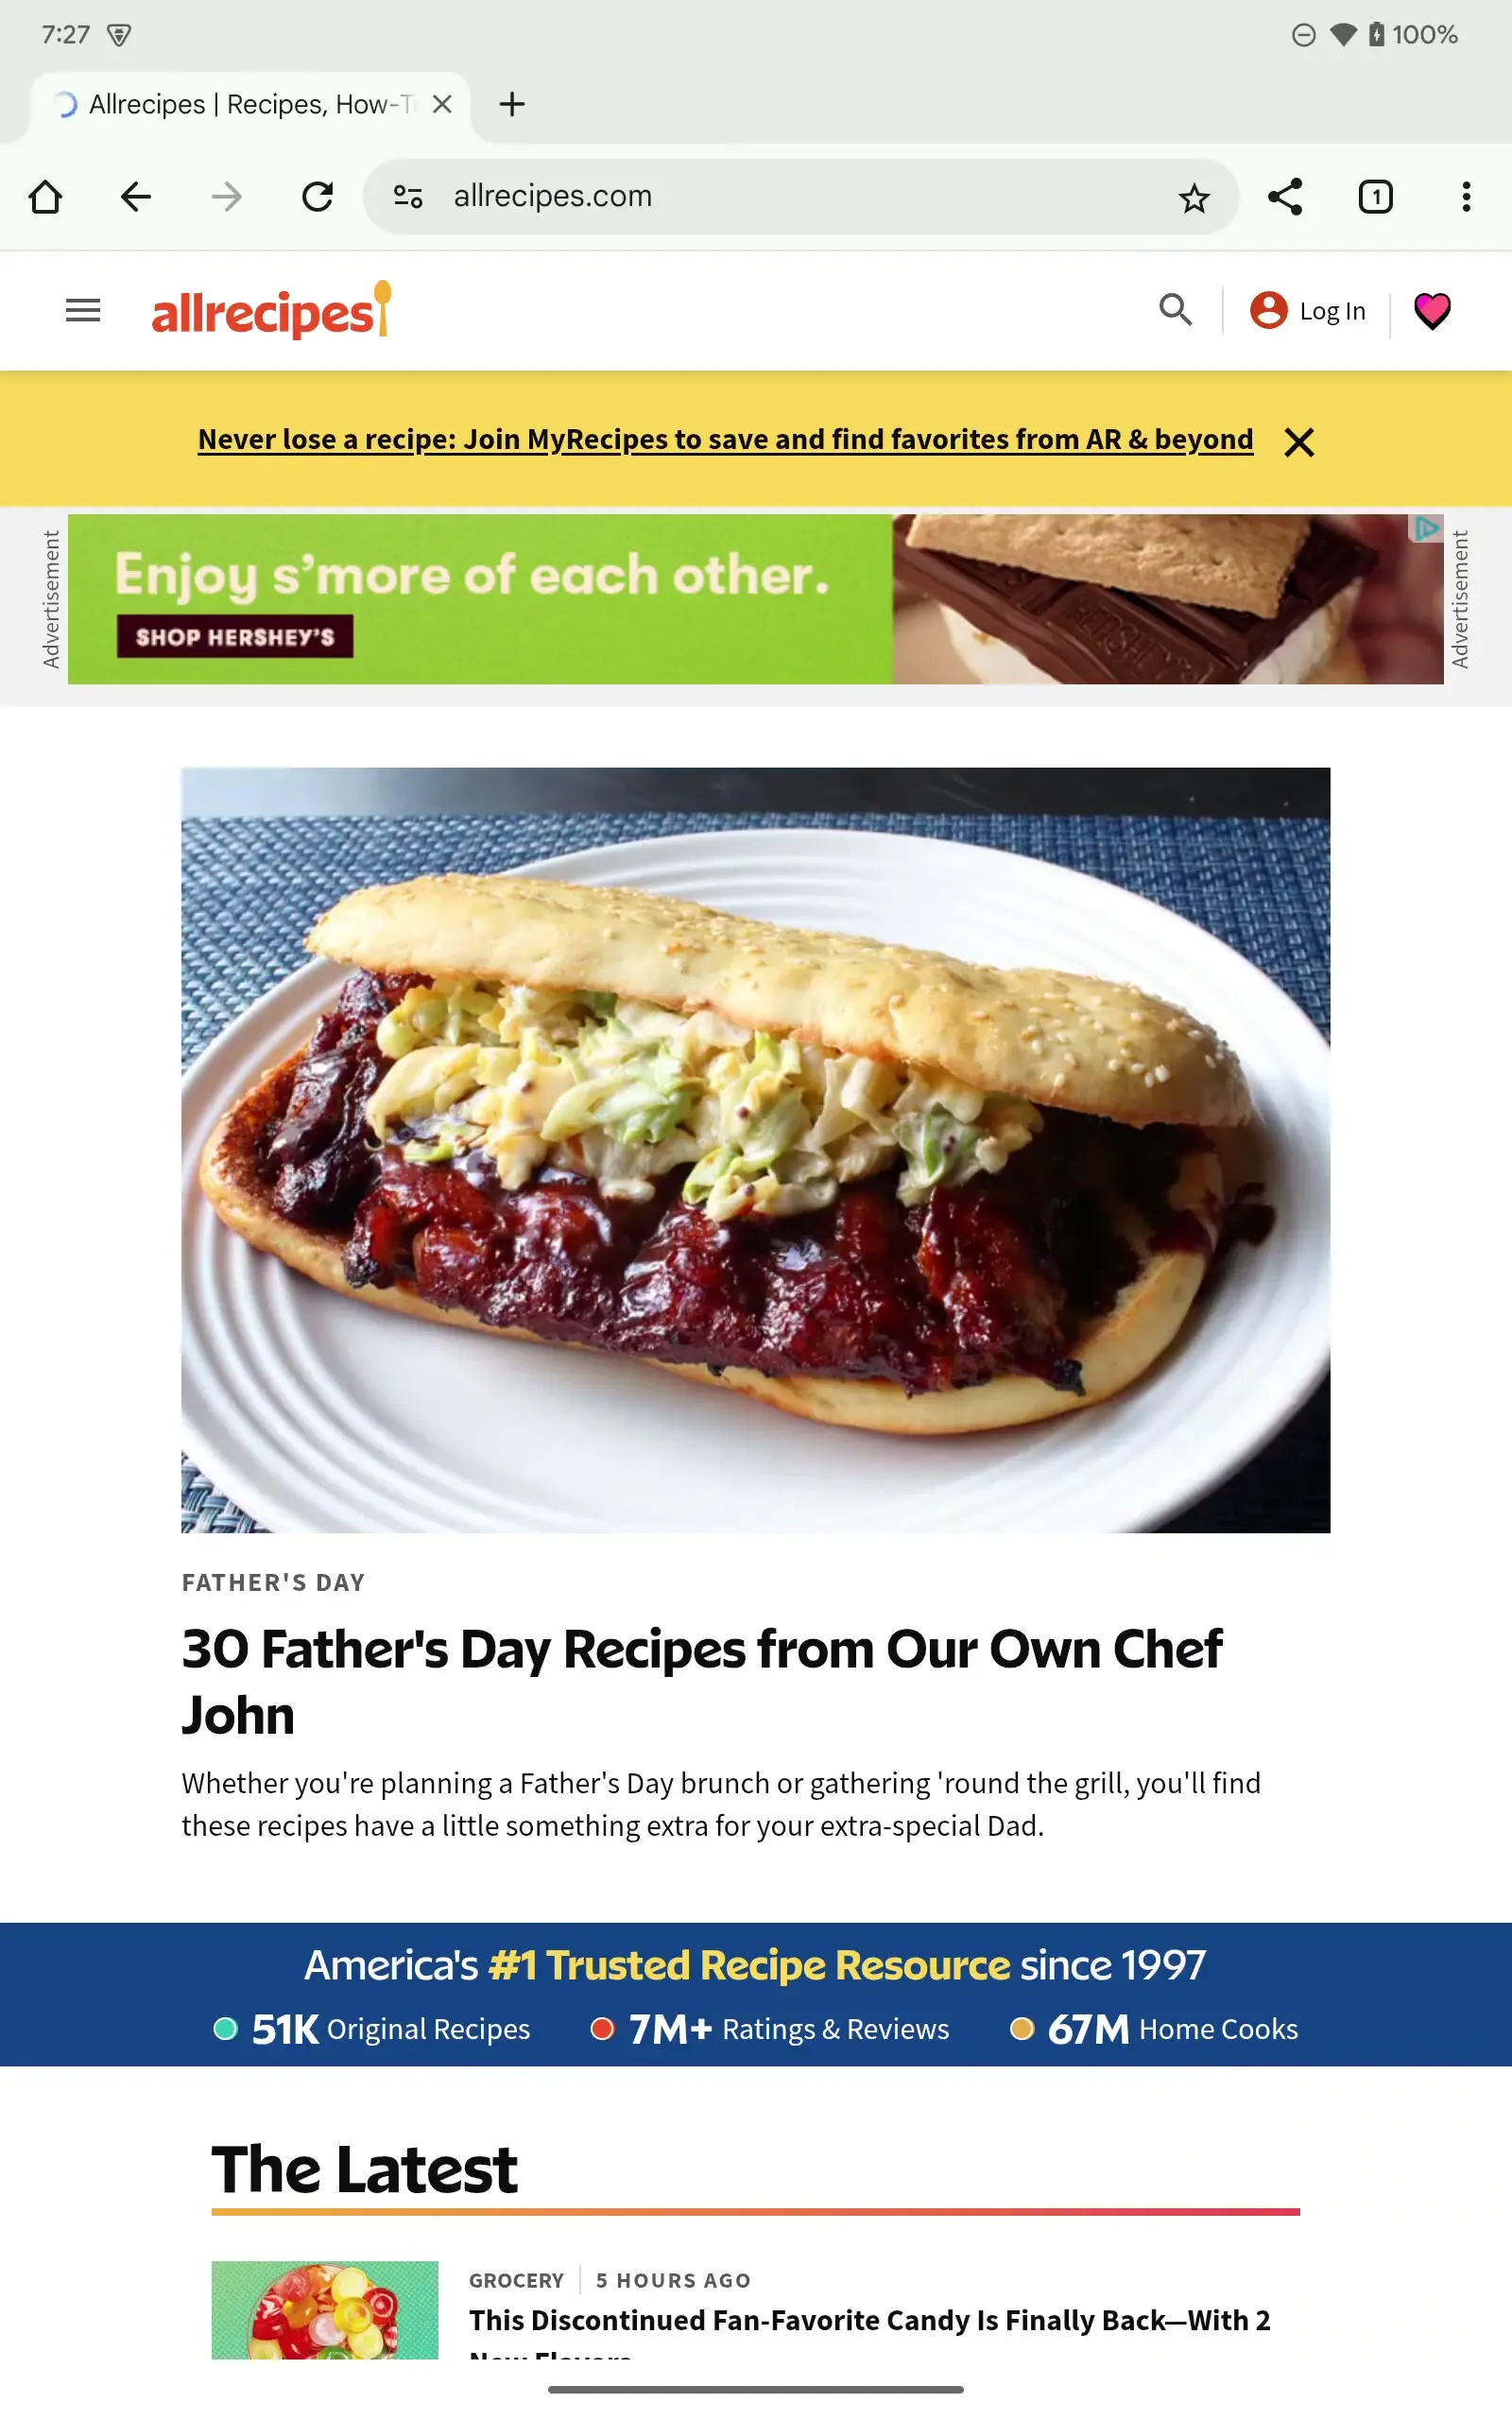 7:27
100%
Allrecipes | Recipes, How-T
1
allrecipes.com
allrecipes
Log In
Never lose a recipe: Join MyRecipes to save and find favorites from AR & beyond
Advertisement
Enjoy s'more of each other.
SHOP HERSHEY'S
HERSHEY'S
Advertisement
FATHER'S DAY
30 Father's Day Recipes from Our Own Chef
John
Whether you're planning a Father's Day brunch or gathering 'round the grill, you'll find
these recipes have a little something extra for your extra-special Dad.
America's #1 Trusted Recipe Resource since 1997
51K Original Recipes 7M+ Ratings & Reviews 67M Home Cooks
The Latest
GROCERY 5 HOURS AGO
This Discontinued Fan-Favorite Candy Is Finally Back—With 2
New Flavors